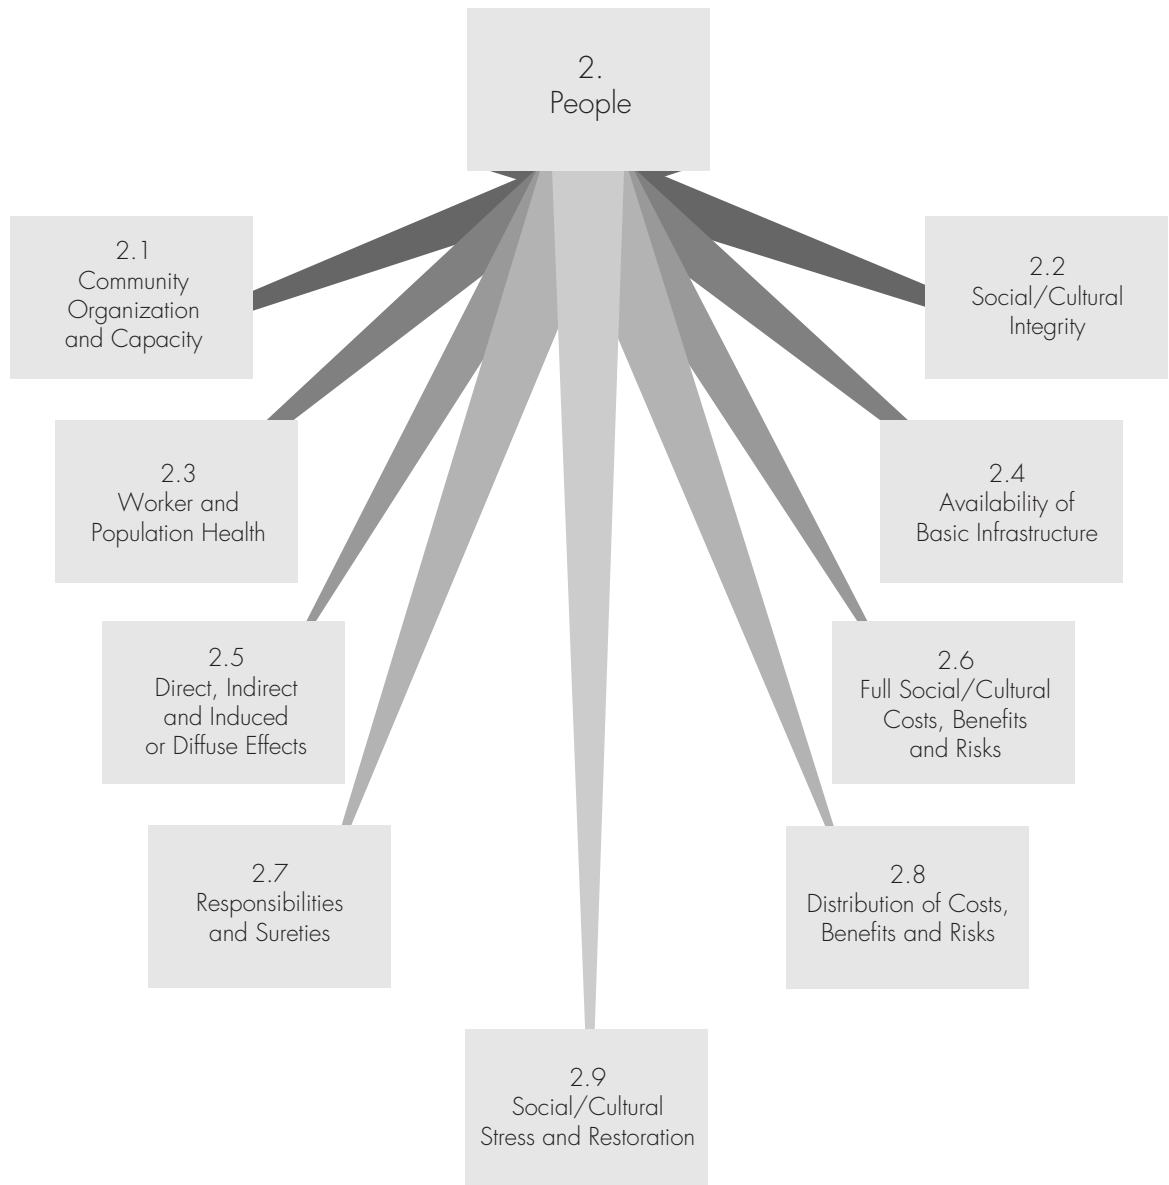 2.
People
2.1
Community
Organization
and Capacity
2.2
Social/Cultural
Integrity
2.3
Worker and
Population Health
2.4
Availability of
Basic Infrastructure
2.5
Direct, Indirect
and Induced
or Diffuse Effects
2.6
Full Social/Cultural
Costs, Benefits
and Risks
2.7
Responsibilities
and Sureties
2.8
Distribution of Costs,
Benefits and Risks
2.9
Social/Cultural
Stress and Restoration